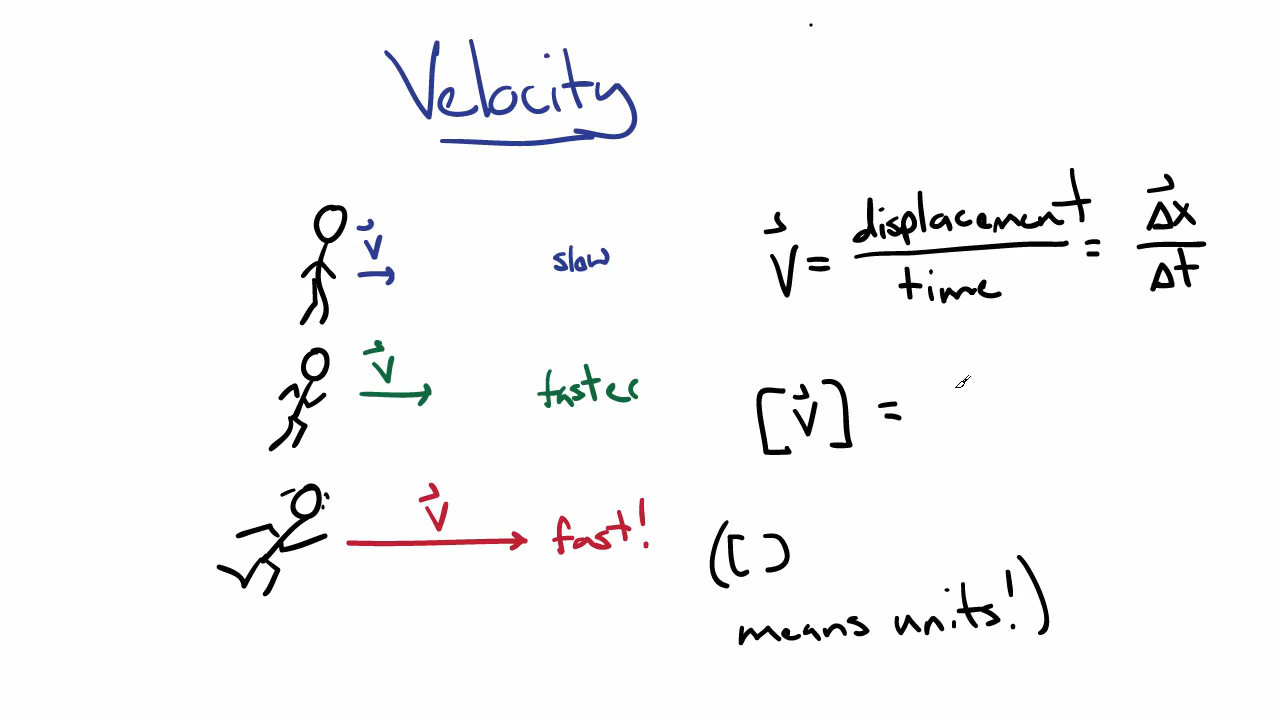 Velocity
v⃗ slow
v⃗ faster
v⃗ fast!
v⃗ = displacement / time = Δx⃗ / Δt
[v⃗] =
([ ]
means units!)